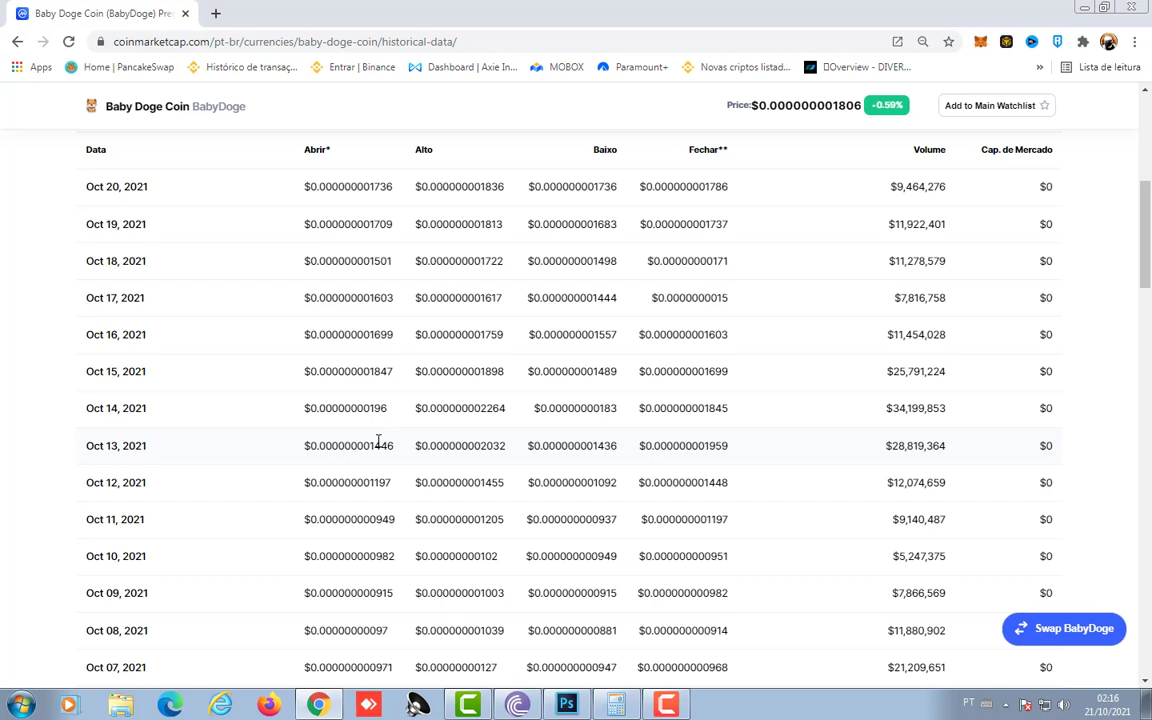 Baby Doge Coin (BabyDoge) Pre
coinmarketcap.com/pt-br/currencies/baby-doge-coin/historical-data/
Apps Home | PancakeSwap Histórico de transaç... Entrar | Binance Dashboard | Axie In... MOBOX Paramount+ Novas criptos listad... Overview - DIVER... » Lista de leitura
Baby Doge Coin BabyDoge Price:$0.000000001806 -0.59% Add to Main Watchlist
Data Abrir* Alto Baixo Fechar** Volume Cap. de Mercado
Oct 20, 2021 $0.000000001736 $0.000000001836 $0.000000001736 $0.000000001786 $9,464,276 $0
Oct 19, 2021 $0.000000001709 $0.000000001813 $0.000000001683 $0.000000001737 $11,922,401 $0
Oct 18, 2021 $0.000000001501 $0.000000001722 $0.000000001498 $0.00000000171 $11,278,579 $0
Oct 17, 2021 $0.000000001603 $0.000000001617 $0.000000001444 $0.0000000015 $7,816,758 $0
Oct 16, 2021 $0.000000001699 $0.000000001759 $0.000000001557 $0.000000001603 $11,454,028 $0
Oct 15, 2021 $0.000000001847 $0.000000001898 $0.000000001489 $0.000000001699 $25,791,224 $0
Oct 14, 2021 $0.00000000196 $0.000000002264 $0.00000000183 $0.000000001845 $34,199,853 $0
Oct 13, 2021 $0.000000001446 $0.000000002032 $0.000000001436 $0.000000001959 $28,819,364 $0
Oct 12, 2021 $0.000000001197 $0.000000001455 $0.000000001092 $0.000000001448 $12,074,659 $0
Oct 11, 2021 $0.000000000949 $0.000000001205 $0.000000000937 $0.000000001197 $9,140,487 $0
Oct 10, 2021 $0.000000000982 $0.00000000102 $0.000000000949 $0.000000000951 $5,247,375 $0
Oct 09, 2021 $0.000000000915 $0.000000001003 $0.000000000915 $0.000000000982 $7,866,569 $0
Oct 08, 2021 $0.00000000097 $0.000000001039 $0.000000000881 $0.000000000914 $11,880,902 $0
Swap BabyDoge
Oct 07, 2021 $0.000000000971 $0.00000000127 $0.000000000947 $0.000000000968 $21,209,651 $0
Ps PT 02:16
21/10/2021